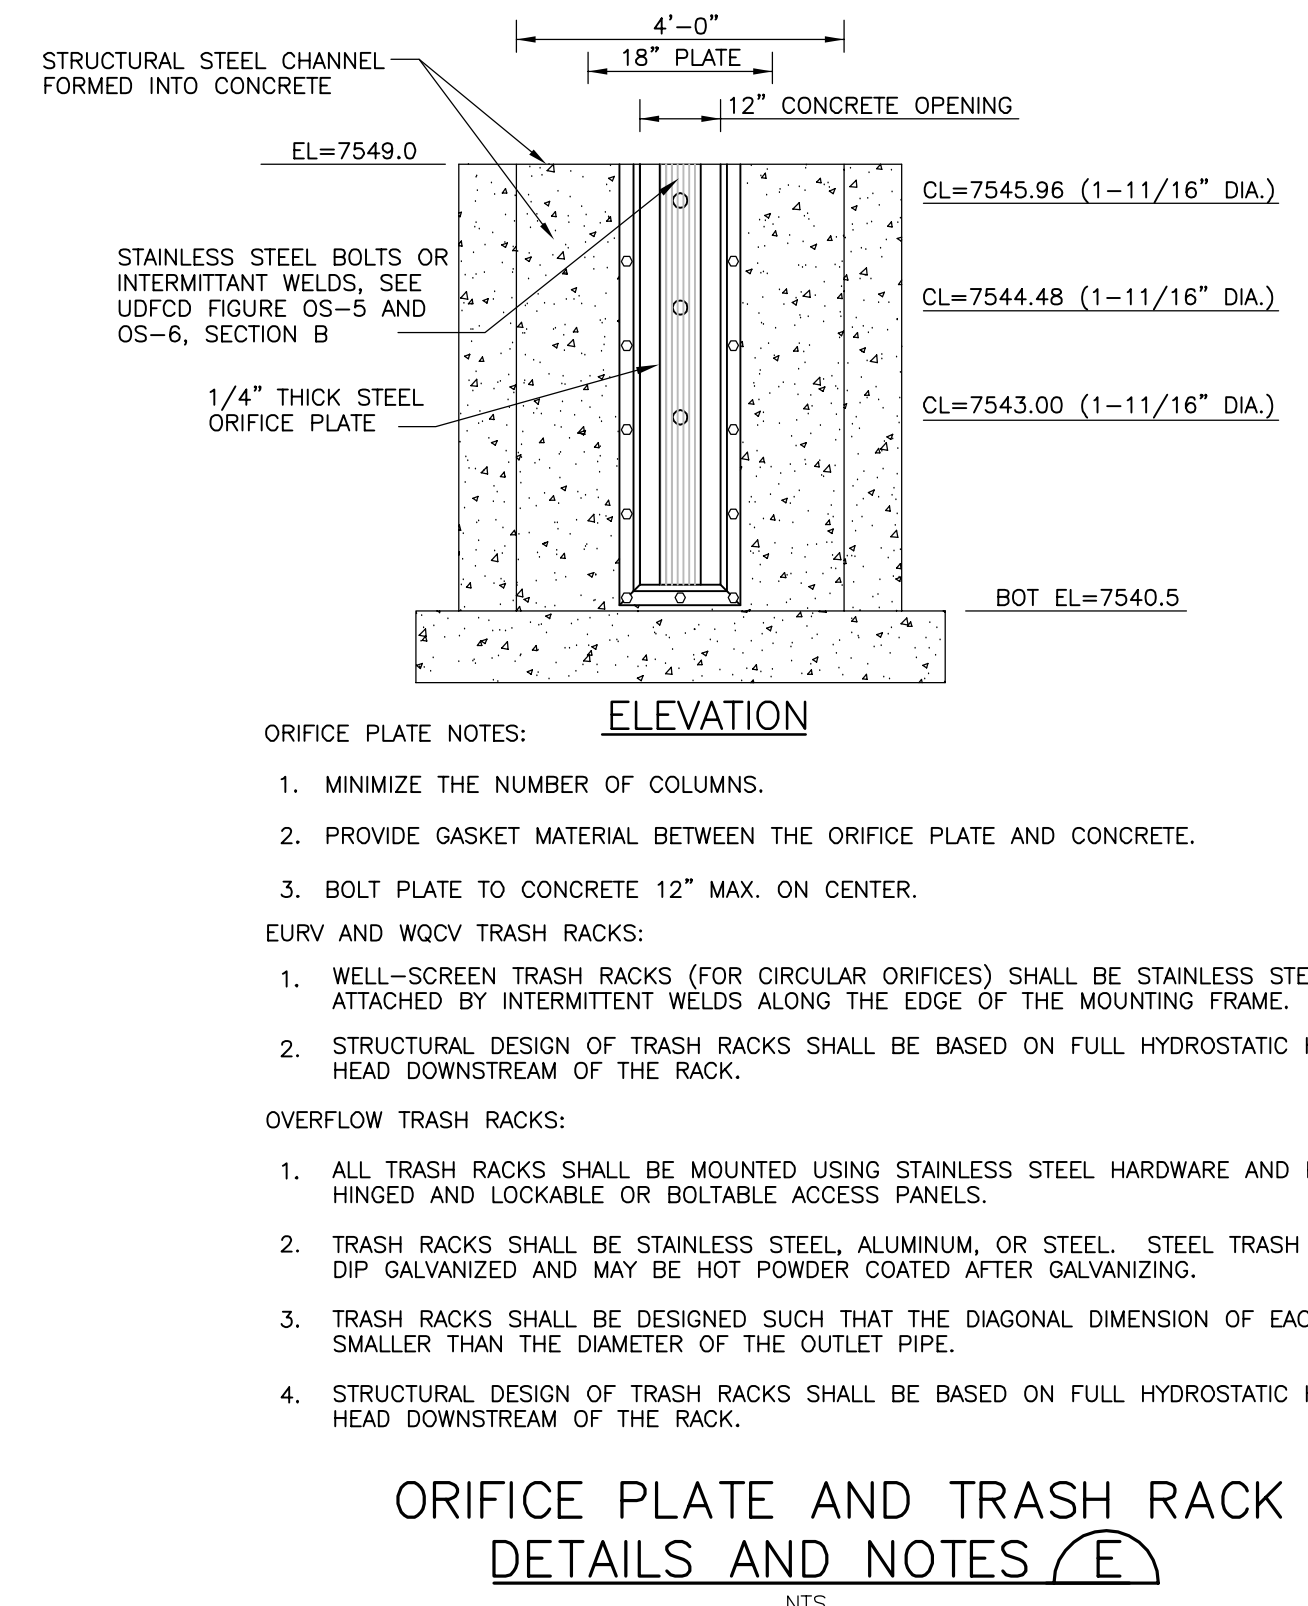 4'-0"
18" PLATE
12" CONCRETE OPENING
STRUCTURAL STEEL CHANNEL
FORMED INTO CONCRETE
EL=7549.0
CL=7545.96 (1-11/16" DIA.)
STAINLESS STEEL BOLTS OR
INTERMITTANT WELDS, SEE
UDFCD FIGURE OS-5 AND
OS-6, SECTION B
CL=7544.48 (1-11/16" DIA.)
1/4" THICK STEEL
ORIFICE PLATE
CL=7543.00 (1-11/16" DIA.)
BOT EL=7540.5
ELEVATION
ORIFICE PLATE NOTES:
1. MINIMIZE THE NUMBER OF COLUMNS.
2. PROVIDE GASKET MATERIAL BETWEEN THE ORIFICE PLATE AND CONCRETE.
3. BOLT PLATE TO CONCRETE 12" MAX. ON CENTER.
EURV AND WQCV TRASH RACKS:
1. WELL-SCREEN TRASH RACKS (FOR CIRCULAR ORIFICES) SHALL BE STAINLESS
ATTACHED BY INTERMITTENT WELDS ALONG THE EDGE OF THE MOUNTING FRAME.
2. STRUCTURAL DESIGN OF TRASH RACKS SHALL BE BASED ON FULL HYDROSTATIC
HEAD DOWNSTREAM OF THE RACK.
OVERFLOW TRASH RACKS:
1. ALL TRASH RACKS SHALL BE MOUNTED USING STAINLESS STEEL HARDWARE AND
HINGED AND LOCKABLE OR BOLTABLE ACCESS PANELS.
2. TRASH RACKS SHALL BE STAINLESS STEEL, ALUMINUM, OR STEEL. STEEL TRASH
DIP GALVANIZED AND MAY BE HOT POWDER COATED AFTER GALVANIZING.
3. TRASH RACKS SHALL BE DESIGNED SUCH THAT THE DIAGONAL DIMENSION OF
SMALLER THAN THE DIAMETER OF THE OUTLET PIPE.
4. STRUCTURAL DESIGN OF TRASH RACKS SHALL BE BASED ON FULL HYDROSTATIC
HEAD DOWNSTREAM OF THE RACK.
ORIFICE PLATE AND TRASH RACK
DETAILS AND NOTES E
NTS